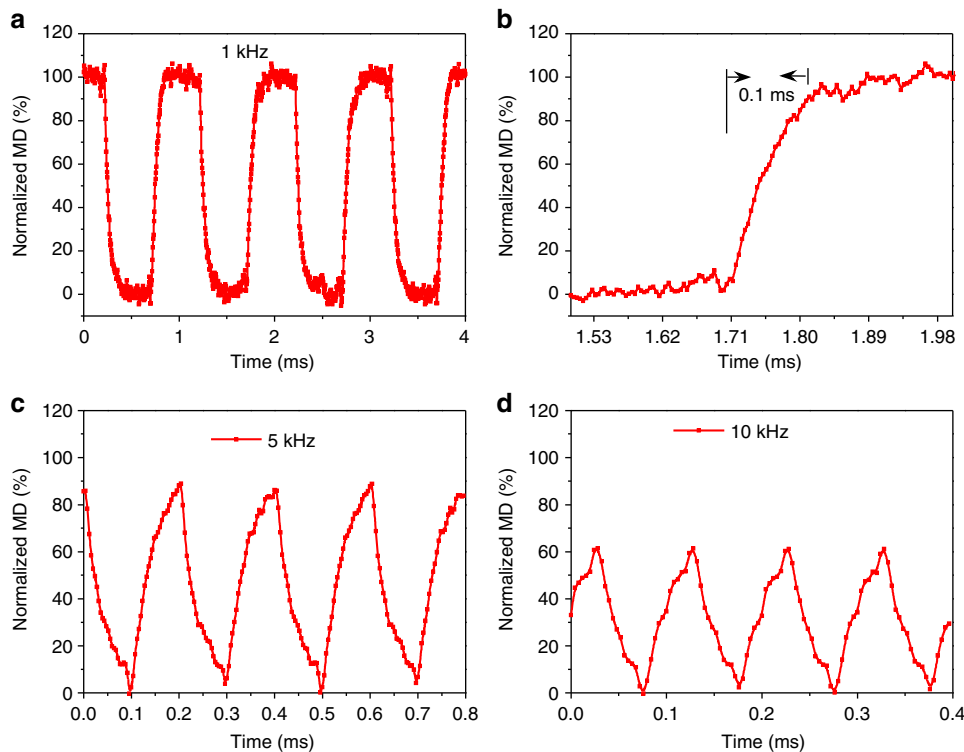 a
120
100
80
60
40
20
0
Normalized MD (%)
1 kHz
0 1 2 3 4
Time (ms)
b
120
100
80
60
40
20
0
Normalized MD (%)
0.1 ms
1.53 1.62 1.71 1.80 1.89 1.98
Time (ms)
c
120
100
80
60
40
20
0
Normalized MD (%)
5 kHz
0.0 0.1 0.2 0.3 0.4 0.5 0.6 0.7 0.8
Time (ms)
d
120
100
80
60
40
20
0
Normalized MD (%)
10 kHz
0.0 0.1 0.2 0.3 0.4
Time (ms)